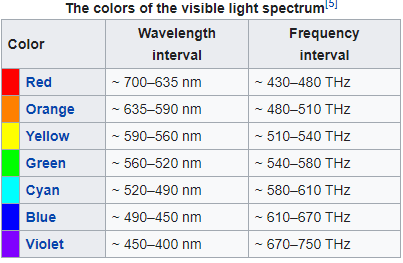 The colors of the visible light spectrum[5]
Color Wavelength interval Frequency interval
Red ~ 700–635 nm ~ 430–480 THz
Orange ~ 635–590 nm ~ 480–510 THz
Yellow ~ 590–560 nm ~ 510–540 THz
Green ~ 560–520 nm ~ 540–580 THz
Cyan ~ 520–490 nm ~ 580–610 THz
Blue ~ 490–450 nm ~ 610–670 THz
Violet ~ 450–400 nm ~ 670–750 THz